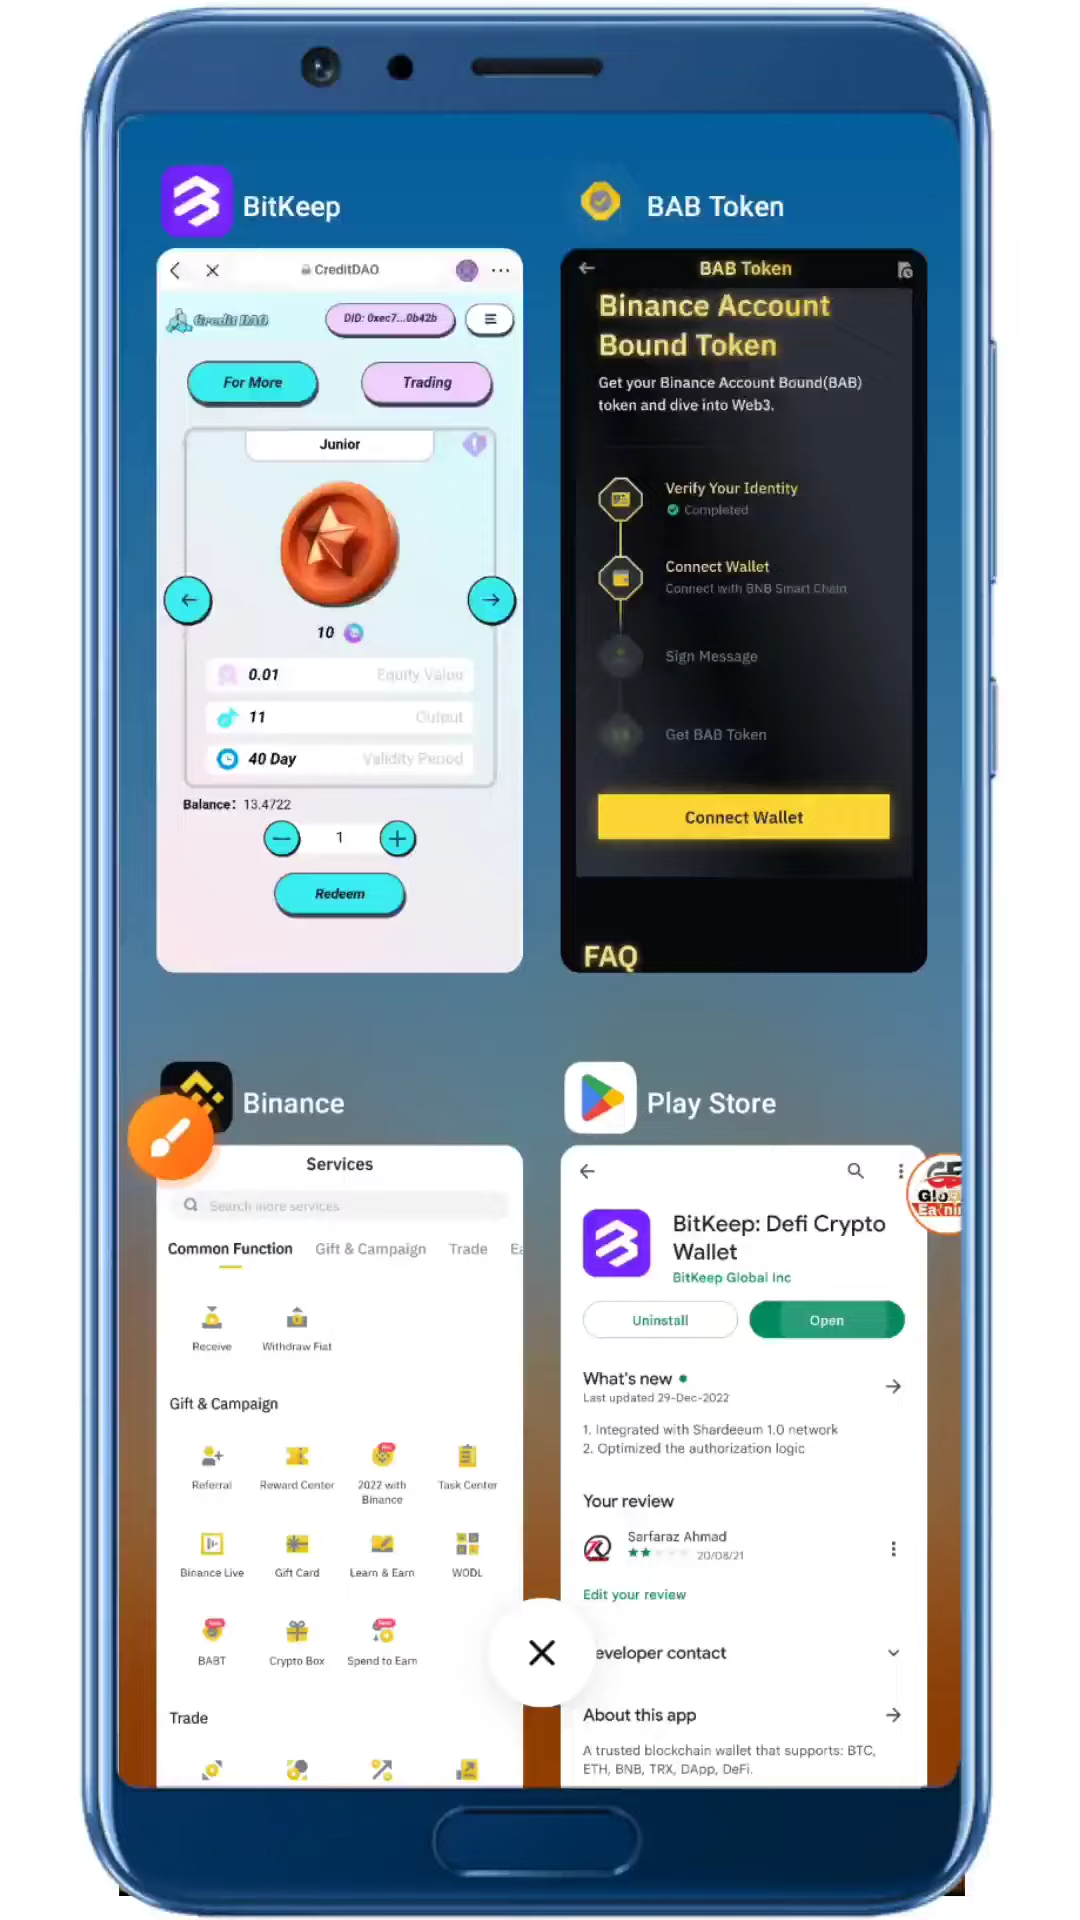 BitKeep
CreditDAO
Credit DAO
DID: 0xec7...0b42b
For More
Trading
Junior
10
0.01 Equity Value
11 Output
40 Day Validity Period
Balance: 13.4722
1
Redeem
BAB Token
BAB Token
Binance Account
Bound Token
Get your Binance Account Bound(BAB)
token and dive into Web3.
Verify Your Identity
Completed
Connect Wallet
Connect with BNB Smart Chain
Sign Message
Get BAB Token
Connect Wallet
FAQ
Binance
Services
Search more services
Common Function Gift & Campaign Trade Ea
Receive Withdraw Fiat
Gift & Campaign
Referral Reward Center 2022 with Task Center
Binance
Binance Live Gift Card Learn & Earn WODL
BABT Crypto Box Spend to Earn
Trade
Play Store
BitKeep: Defi Crypto
Wallet
BitKeep Global Inc
Uninstall Open
What's new
Last updated 29-Dec-2022
1. Integrated with Shardeeum 1.0 network
2. Optimized the authorization logic
Your review
Sarfaraz Ahmad
20/08/21
Edit your review
eveloper contact
About this app
A trusted blockchain wallet that supports: BTC,
ETH, BNB, TRX, DApp, DeFi.